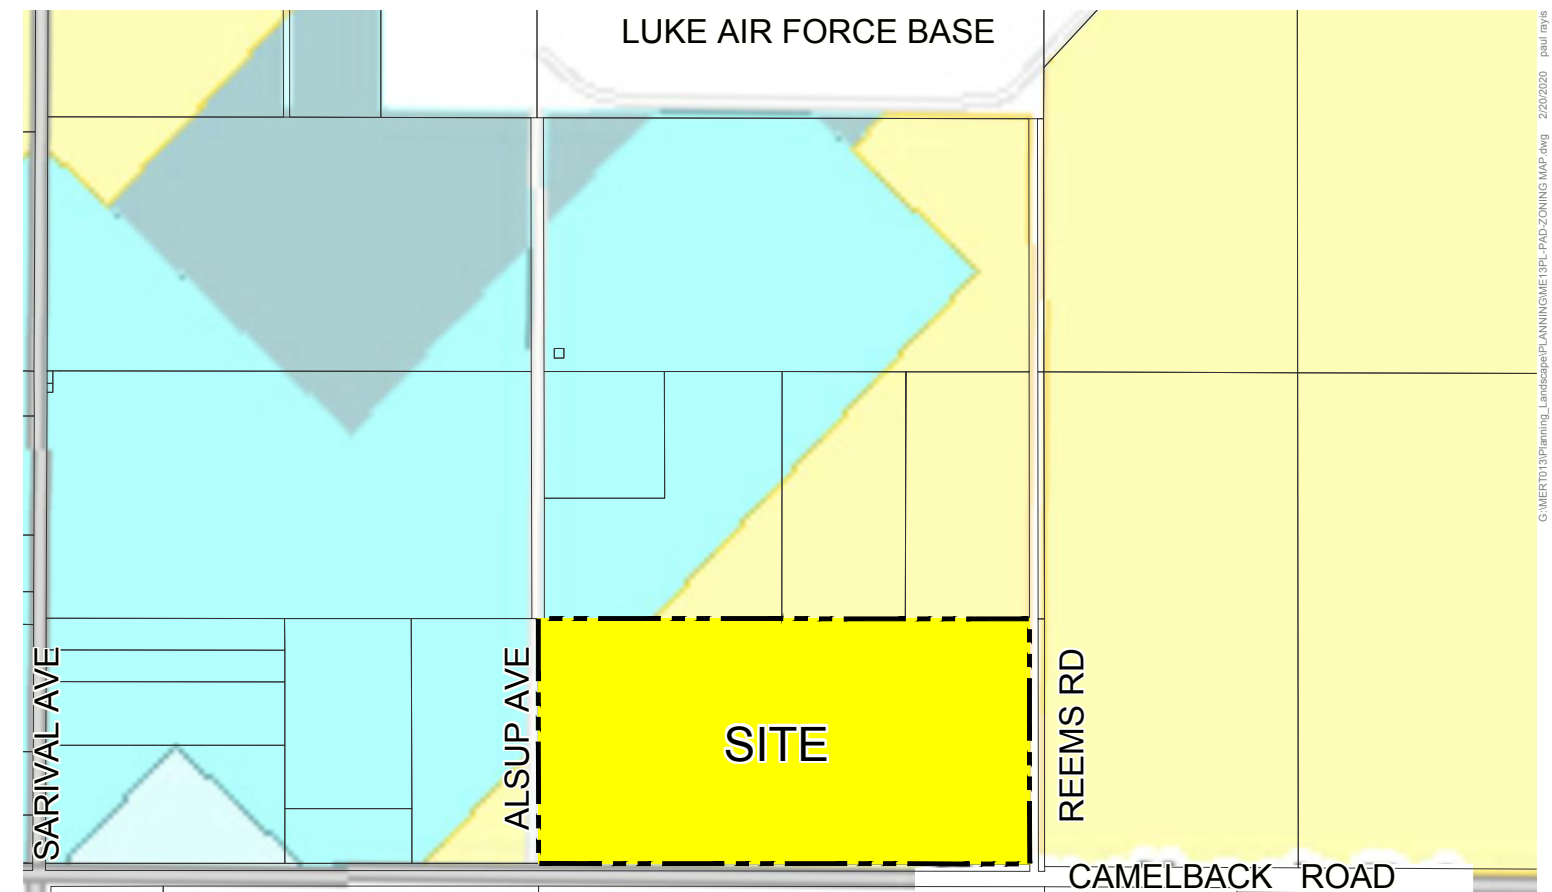 LUKE AIR FORCE BASE
SARIVAL AVE
ALSUP AVE
SITE
REEMS RD
CAMELBACK ROAD
G:\MERT013\Planning_Landscape\PLANNING\ME13PL-PAD-ZONING MAP.dwg 2/20/2020 paul rayis